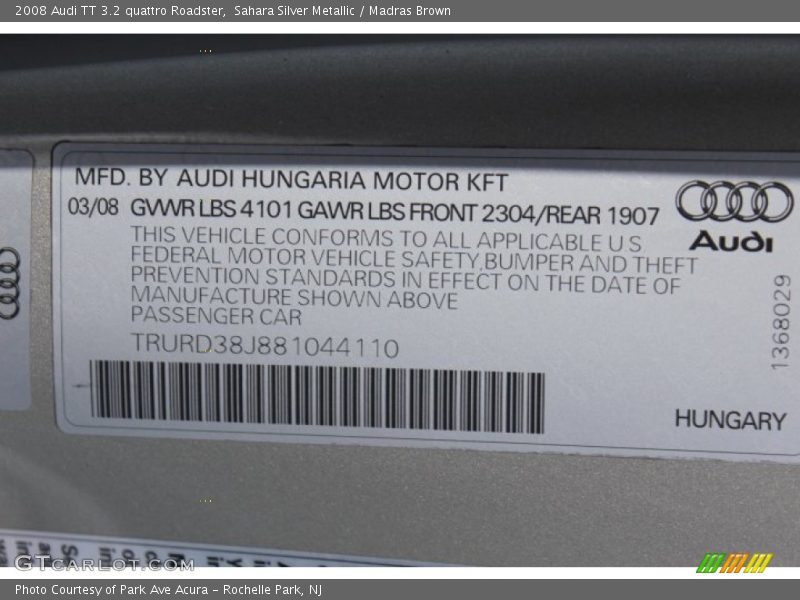 2008 Audi TT 3.2 quattro Roadster, Sahara Silver Metallic / Madras Brown
MFD. BY AUDI HUNGARIA MOTOR KFT
03/08 GVWR LBS 4101 GAWR LBS FRONT 2304/REAR 1907
THIS VEHICLE CONFORMS TO ALL APPLICABLE U.S
FEDERAL MOTOR VEHICLE SAFETY, BUMPER AND THEFT
PREVENTION STANDARDS IN EFFECT ON THE DATE OF
MANUFACTURE SHOWN ABOVE
PASSENGER CAR
TRURD38J881044110
Audi
1368029
HUNGARY
GTcarlot.com
Photo Courtesy of Park Ave Acura - Rochelle Park, NJ